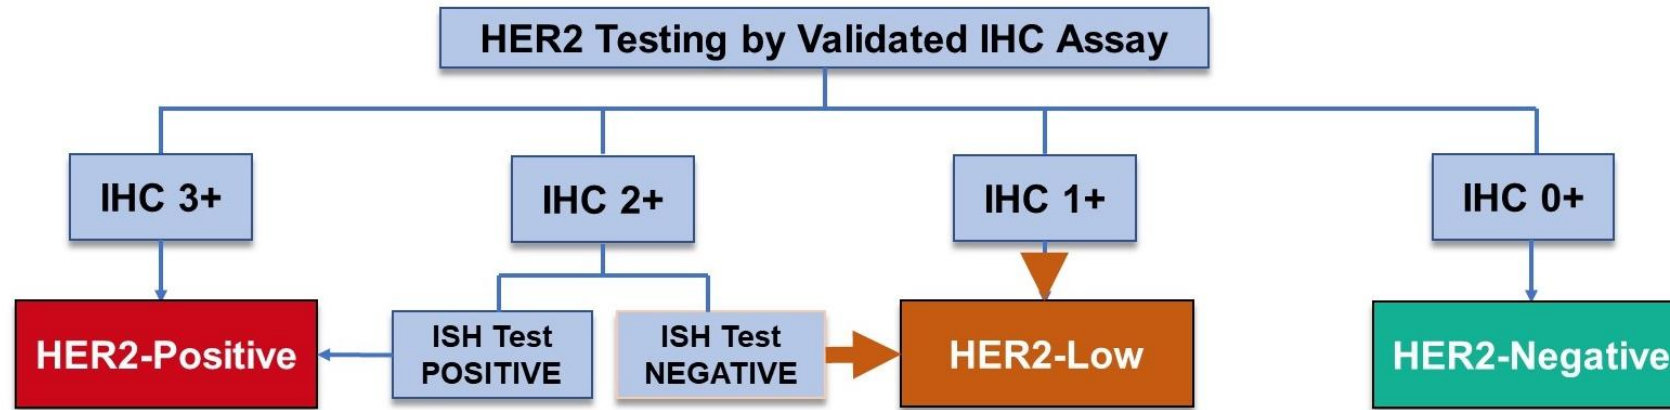 HER2 Testing by Validated IHC Assay
IHC 3+
IHC 2+
IHC 1+
IHC 0+
HER2-Positive
ISH Test
POSITIVE
ISH Test
NEGATIVE
HER2-Low
HER2-Negative